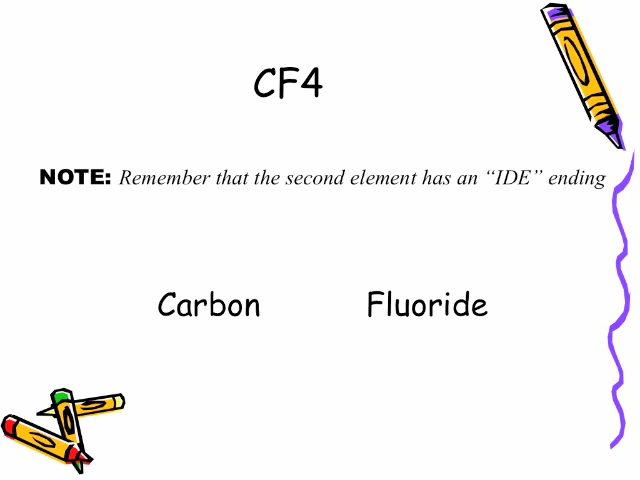 CF4
NOTE: Remember that the second element has an “IDE” ending
Carbon Fluoride